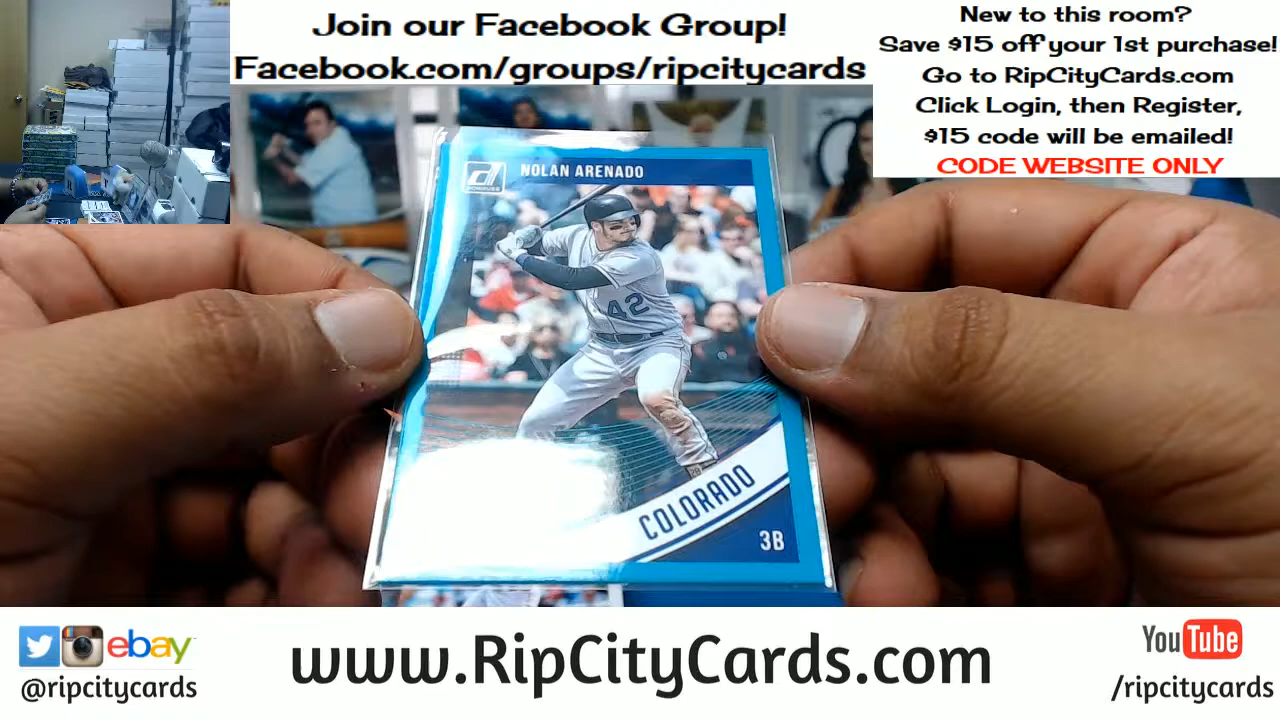 Join our Facebook Group!
Facebook.com/groups/ripcitycards
New to this room?
Save $15 off your 1st purchase!
Go to RipCityCards.com
Click Login, then Register,
$15 code will be emailed!
CODE WEBSITE ONLY
DONRUSS
NOLAN ARENADO
42
COLORADO
3B
ebay
@ripcitycards
www.RipCityCards.com
YouTube
/ripcitycards